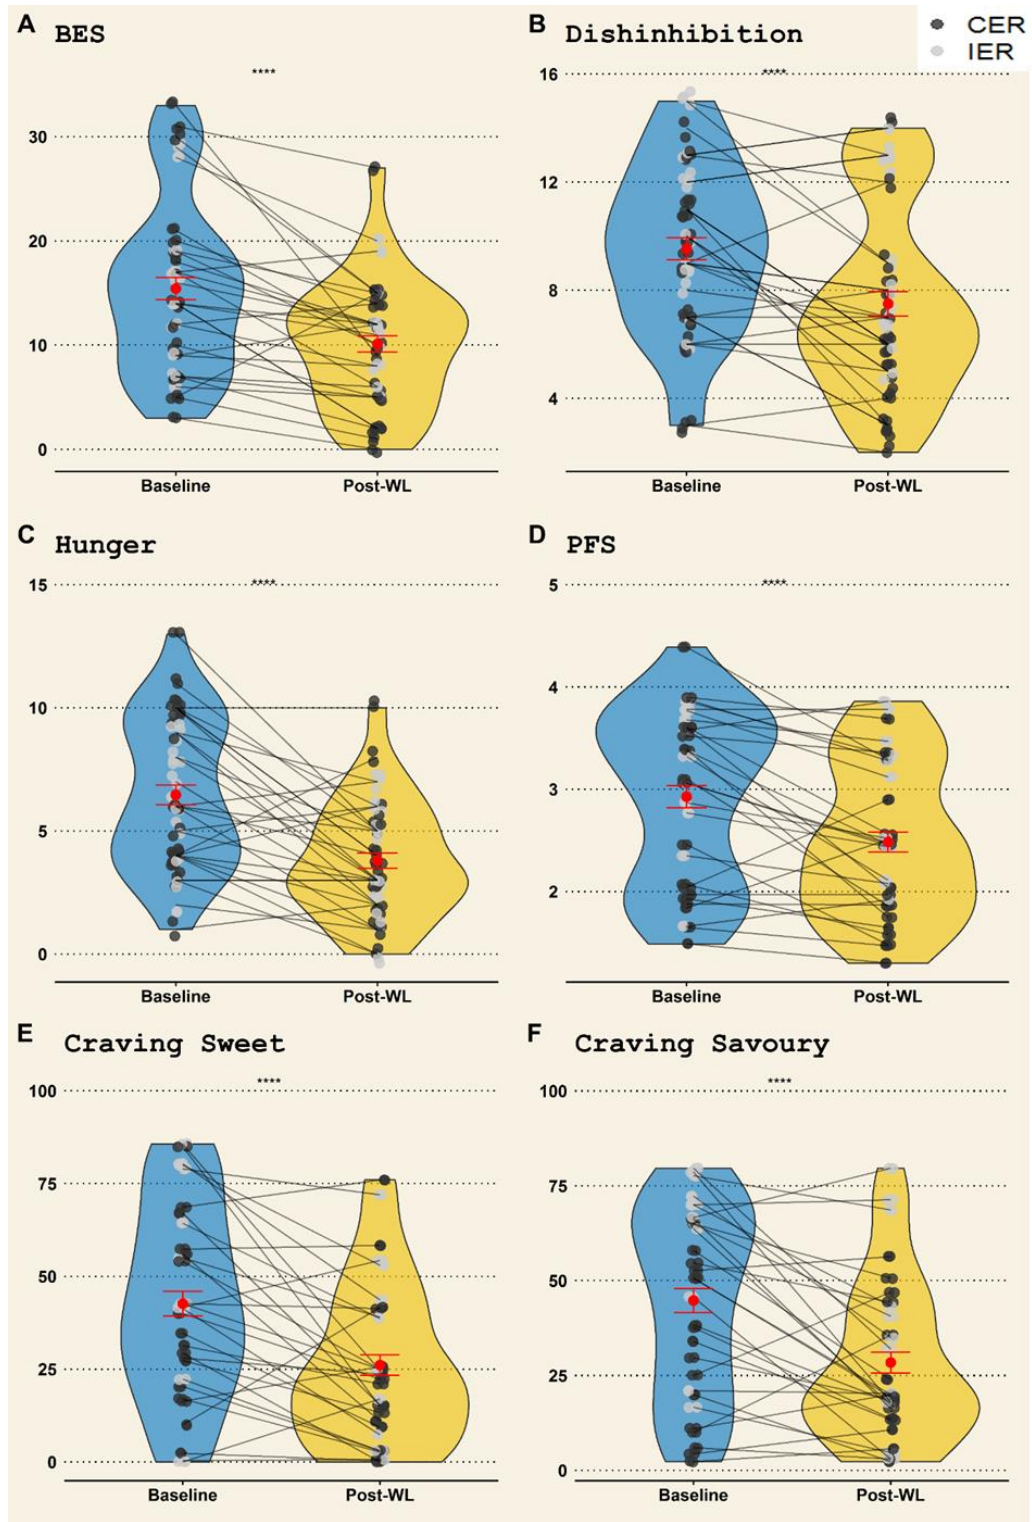 A BES
B Dishinhibition
CER
IER
****
30
20
10
0
Baseline Post-WL
****
16
12
8
4
Baseline Post-WL
C Hunger
****
15
10
5
0
Baseline Post-WL
D PFS
****
5
4
3
2
Baseline Post-WL
E Craving Sweet
****
100
75
50
25
0
Baseline Post-WL
F Craving Savoury
****
100
75
50
25
0
Baseline Post-WL